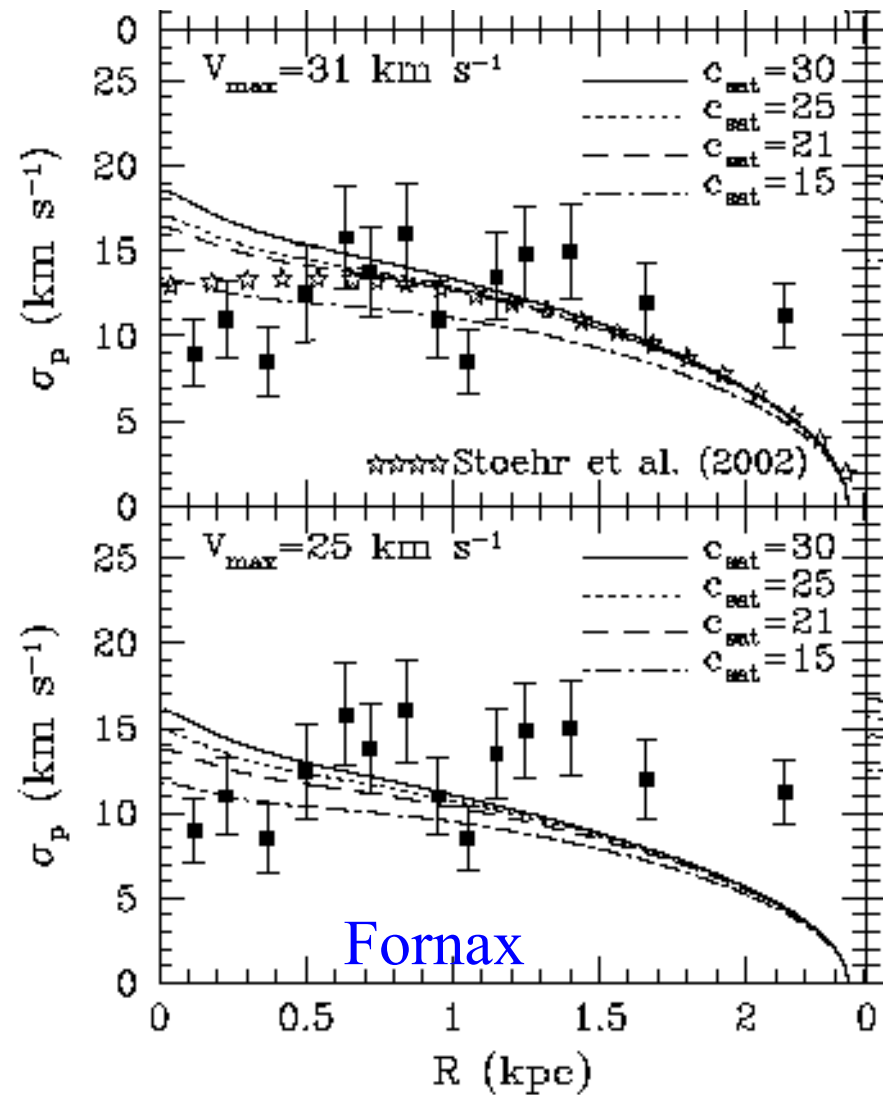 0
V_max=31 km s⁻¹
c_sat=30
c_sat=25
c_sat=21
c_sat=15
25
20
15
10
5
0
σ_p (km s⁻¹)
☆☆☆☆Stoehr et al. (2002)
V_max=25 km s⁻¹
c_sat=30
c_sat=25
c_sat=21
c_sat=15
25
20
15
10
5
0
σ_p (km s⁻¹)
Fornax
0 0.5 1 1.5 2 0
R (kpc)